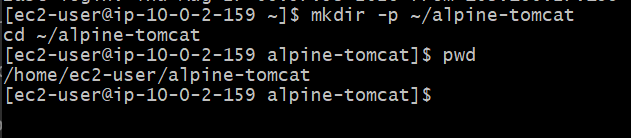 [ec2-user@ip-10-0-2-159 ~]$ mkdir -p ~/alpine-tomcat
cd ~/alpine-tomcat
[ec2-user@ip-10-0-2-159 alpine-tomcat]$ pwd
/home/ec2-user/alpine-tomcat
[ec2-user@ip-10-0-2-159 alpine-tomcat]$